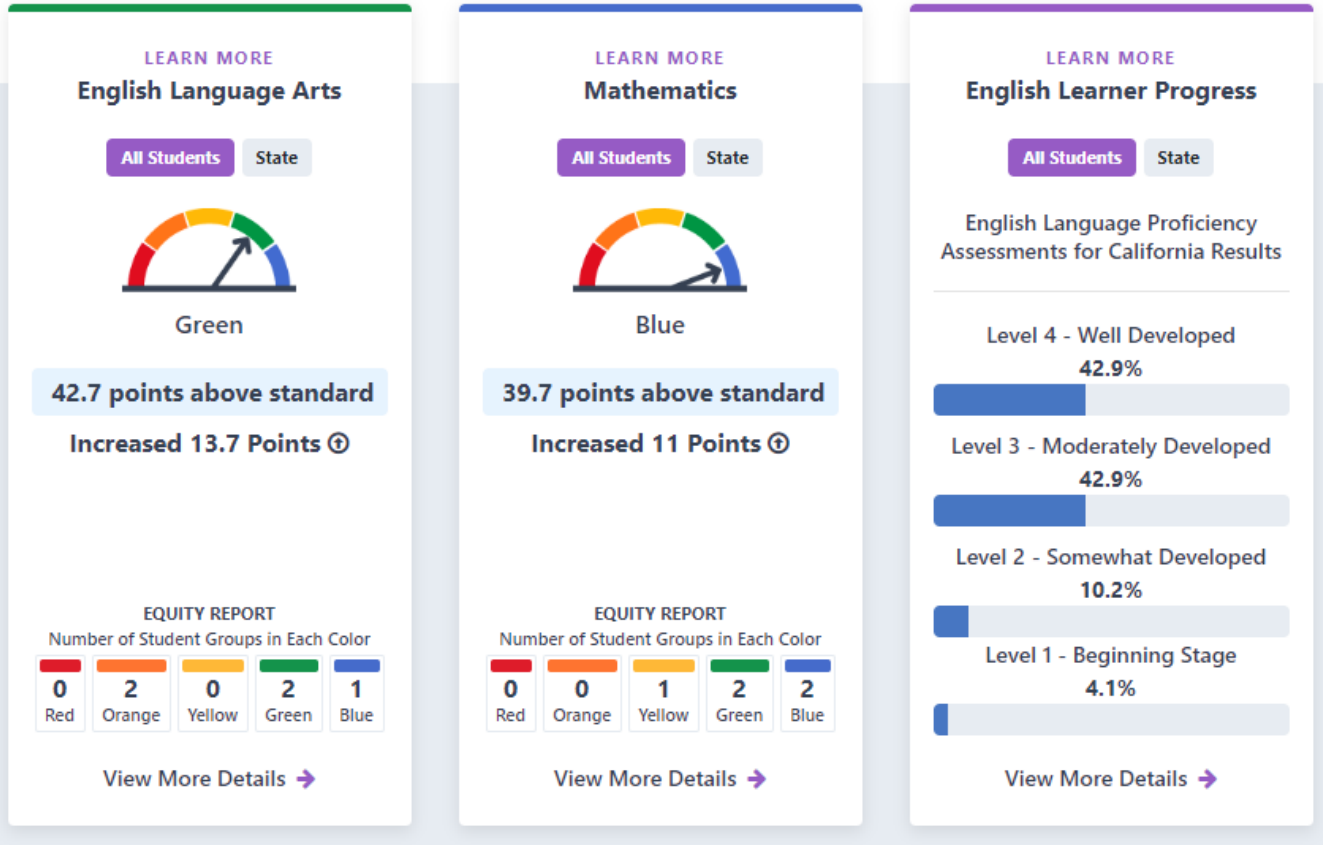 LEARN MORE
English Language Arts
All Students State
Green
42.7 points above standard
Increased 13.7 Points
EQUITY REPORT
Number of Student Groups in Each Color
0 2 0 2 1
Red Orange Yellow Green Blue
View More Details
LEARN MORE
Mathematics
All Students State
Blue
39.7 points above standard
Increased 11 Points
EQUITY REPORT
Number of Student Groups in Each Color
0 0 1 2 2
Red Orange Yellow Green Blue
View More Details
LEARN MORE
English Learner Progress
All Students State
English Language Proficiency
Assessments for California Results
Level 4 - Well Developed
42.9%
Level 3 - Moderately Developed
42.9%
Level 2 - Somewhat Developed
10.2%
Level 1 - Beginning Stage
4.1%
View More Details